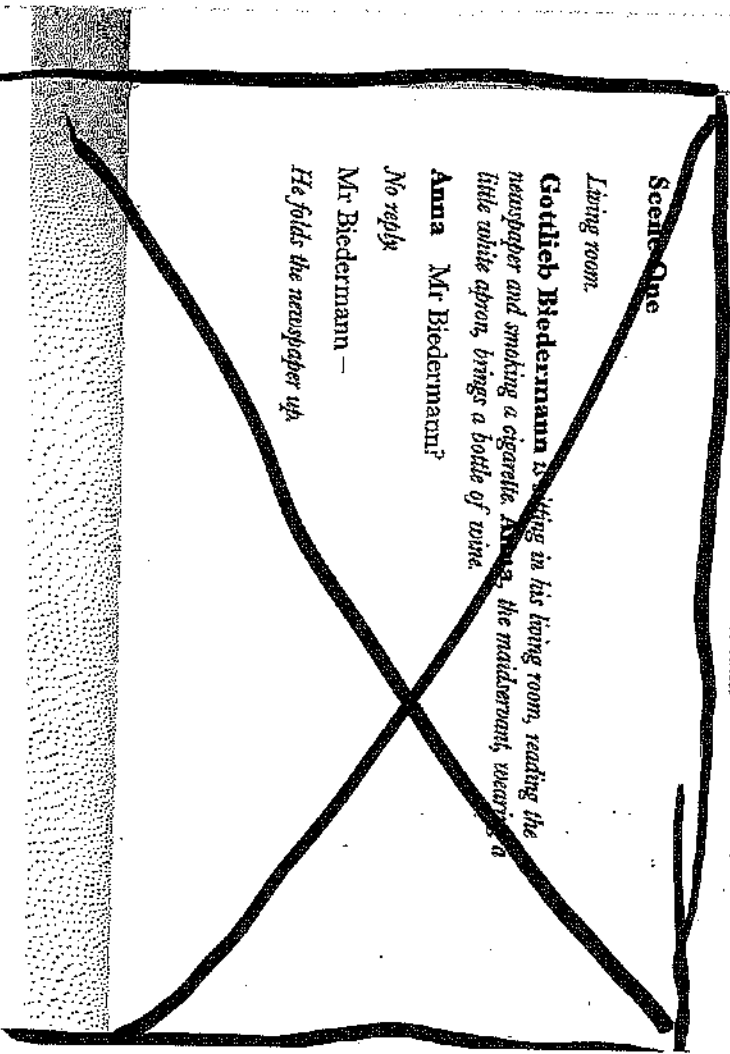 Scene One
Living room.
Gottlieb Biedermann is sitting in his living room, reading the
newspaper and smoking a cigarette. Anna, the maidservant, wearing a
little white apron, brings a bottle of wine.
Anna Mr Biedermann?
No reply.
Mr Biedermann —
He folds the newspaper up.